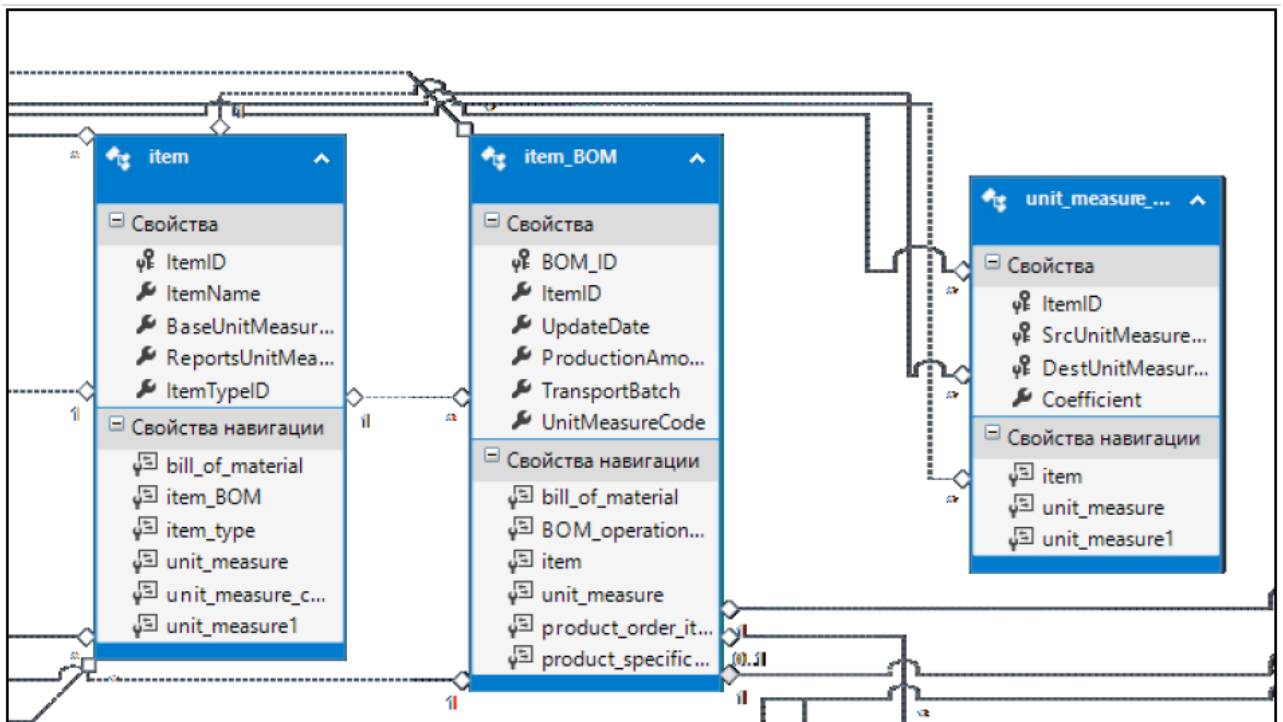 item
Свойства
ItemID
ItemName
BaseUnitMeasur...
ReportsUnitMea...
ItemTypeID
Свойства навигации
bill_of_material
item_BOM
item_type
unit_measure
unit_measure_c...
unit_measure1
item_BOM
Свойства
BOM_ID
ItemID
UpdateDate
ProductionAmo...
TransportBatch
UnitMeasureCode
Свойства навигации
bill_of_material
BOM_operation...
item
unit_measure
product_order_it...
product_specific...
unit_measure_...
Свойства
ItemID
SrcUnitMeasure...
DestUnitMeasur...
Coefficient
Свойства навигации
item
unit_measure
unit_measure1